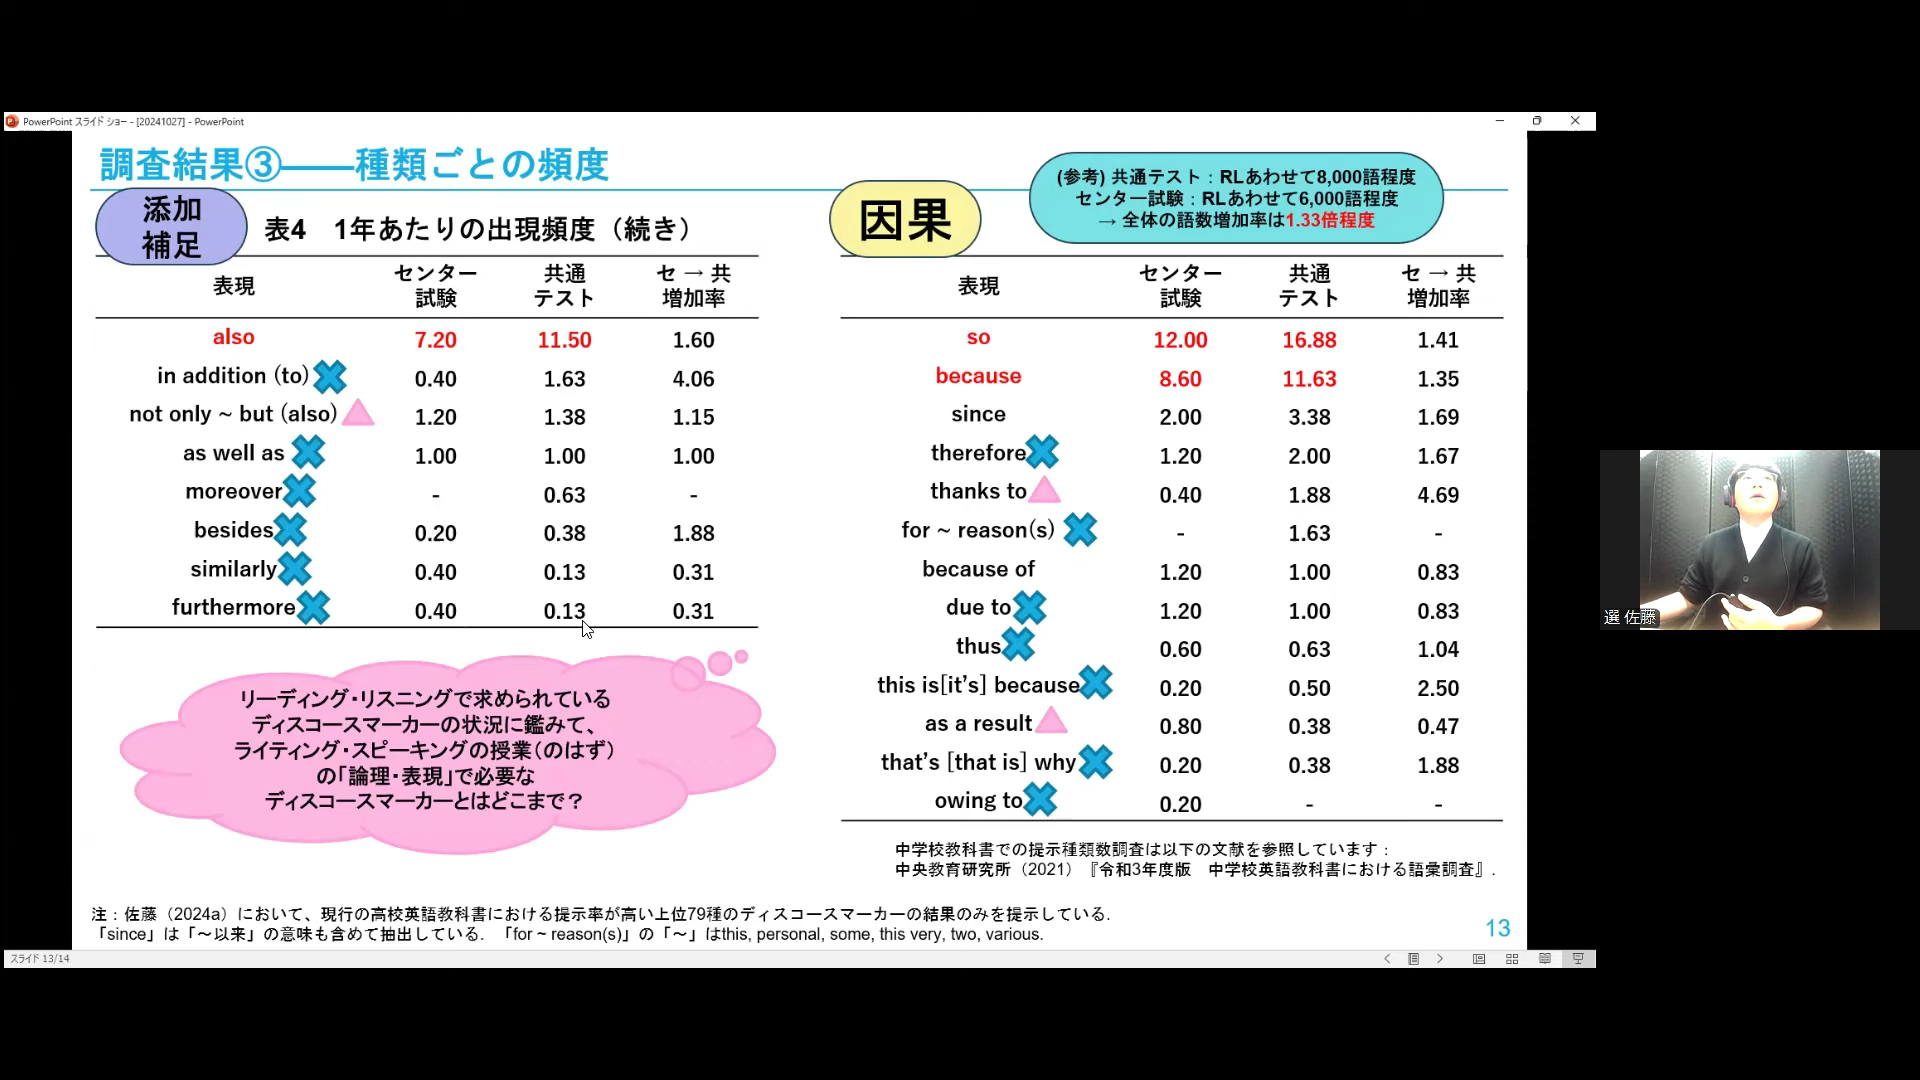 PowerPoint スライド ショー - [20241027] - PowerPoint
調査結果③――種類ごとの頻度
(参考) 共通テスト：RLあわせて8,000語程度
センター試験：RLあわせて6,000語程度
→ 全体の語数増加率は1.33倍程度
添加
補足
表4　1年あたりの出現頻度（続き）
表現 センター試験 共通テスト セ → 共増加率
also 7.20 11.50 1.60
in addition (to) 0.40 1.63 4.06
not only ~ but (also) 1.20 1.38 1.15
as well as 1.00 1.00 1.00
moreover - 0.63 -
besides 0.20 0.38 1.88
similarly 0.40 0.13 0.31
furthermore 0.40 0.13 0.31
リーディング・リスニングで求められている
ディスコースマーカーの状況に鑑みて、
ライティング・スピーキングの授業（のはず）
の「論理・表現」で必要な
ディスコースマーカーとはどこまで？
因果
表現 センター試験 共通テスト セ → 共増加率
so 12.00 16.88 1.41
because 8.60 11.63 1.35
since 2.00 3.38 1.69
therefore 1.20 2.00 1.67
thanks to 0.40 1.88 4.69
for ~ reason(s) - 1.63 -
because of 1.20 1.00 0.83
due to 1.20 1.00 0.83
thus 0.60 0.63 1.04
this is[it's] because 0.20 0.50 2.50
as a result 0.80 0.38 0.47
that's [that is] why 0.20 0.38 1.88
owing to 0.20 - -
中学校教科書での提示種類数調査は以下の文献を参照しています：
中央教育研究所（2021）『令和3年度版　中学校英語教科書における語彙調査』.
注：佐藤（2024a）において、現行の高校英語教科書における提示率が高い上位79種のディスコースマーカーの結果のみを提示している.
「since」は「～以来」の意味も含めて抽出している. 「for ~ reason(s)」の「～」はthis, personal, some, this very, two, various.
13
スライド 13/14
選 佐藤